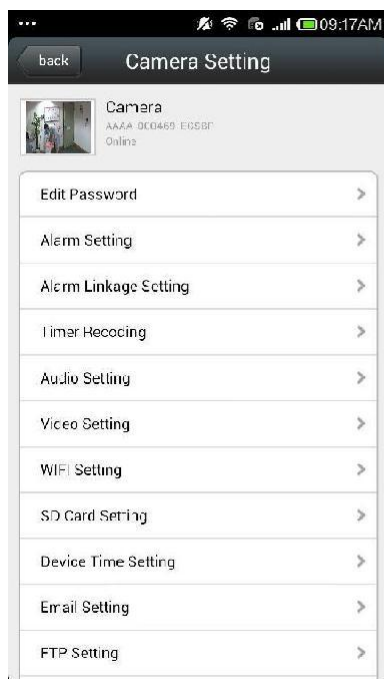 ... 09:17AM
back Camera Setting
Camera
Online
Edit Password
Alarm Setting
Alarm Linkage Setting
Timer Recoding
Audio Setting
Video Setting
WIFI Setting
SD Card Setting
Device Time Setting
Email Setting
FTP Setting